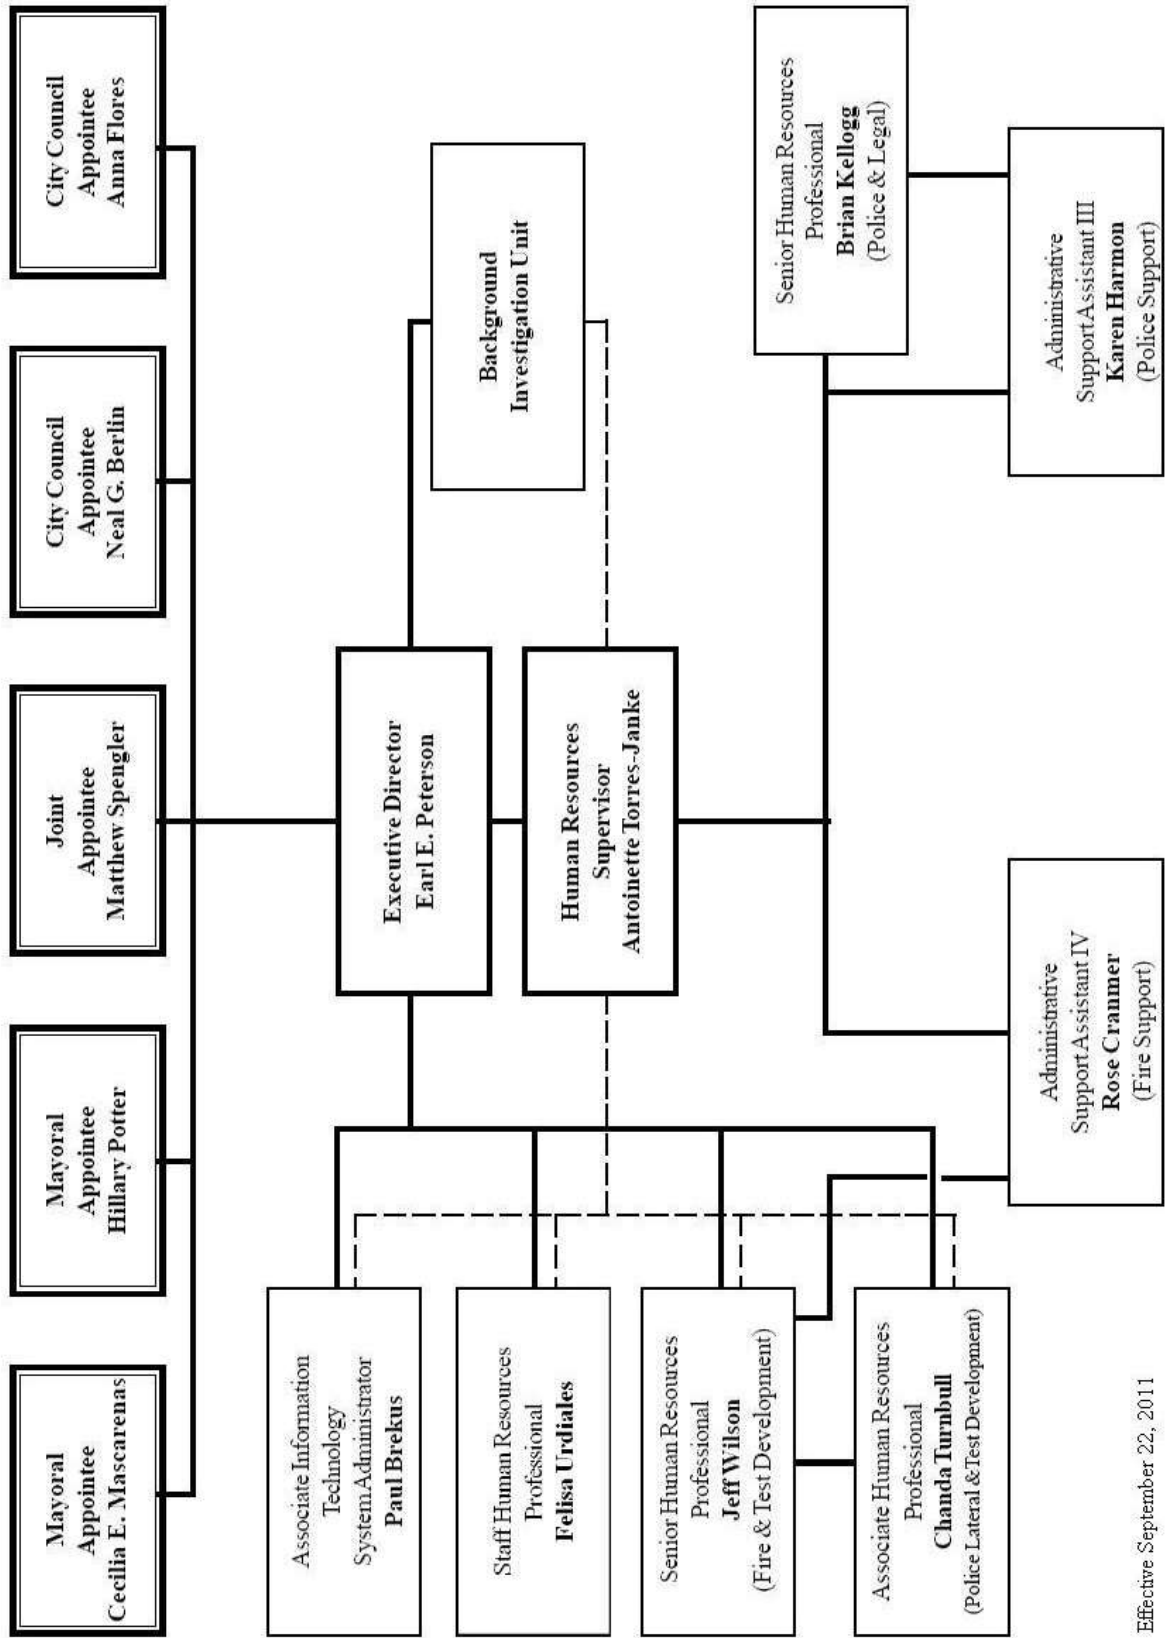 Mayoral
Appointee
Cecilia E. Mascarenas
Mayoral
Appointee
Hillary Potter
Joint
Appointee
Matthew Spengler
City Council
Appointee
Neal G. Berlin
City Council
Appointee
Anna Flores
Executive Director
Earl E. Peterson
Background
Investigation Unit
Human Resources
Supervisor
Antoinette Torres-Janke
Associate Information
Technology
System Administrator
Paul Brekus
Staff Human Resources
Professional
Felisa Urdiales
Senior Human Resources
Professional
Jeff Wilson
(Fire & Test Development)
Associate Human Resources
Professional
Chanda Turnbull
(Police Lateral & Test Development)
Senior Human Resources
Professional
Brian Kellogg
(Police & Legal)
Administrative
Support Assistant IV
Rose Cranmer
(Fire Support)
Administrative
Support Assistant III
Karen Harmon
(Police Support)
Effective September 22, 2011